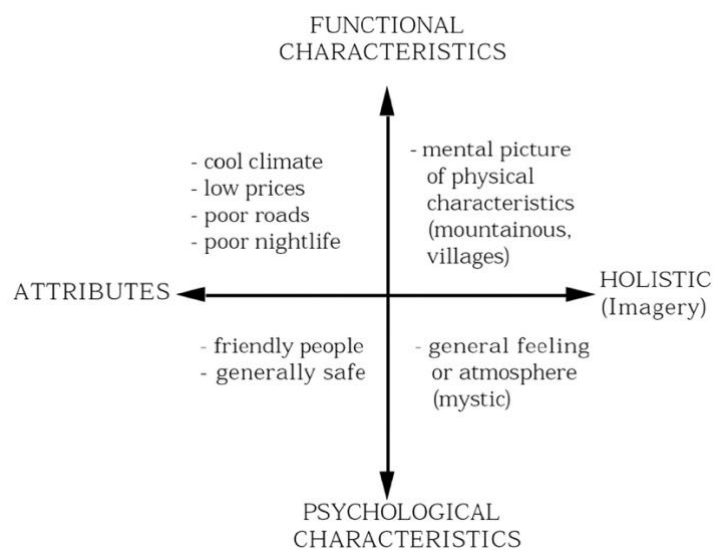 FUNCTIONAL
CHARACTERISTICS
- cool climate
- low prices
- poor roads
- poor nightlife
- mental picture
of physical
characteristics
(mountainous,
villages)
ATTRIBUTES
HOLISTIC
(Imagery)
- friendly people
- generally safe
- general feeling
or atmosphere
(mystic)
PSYCHOLOGICAL
CHARACTERISTICS